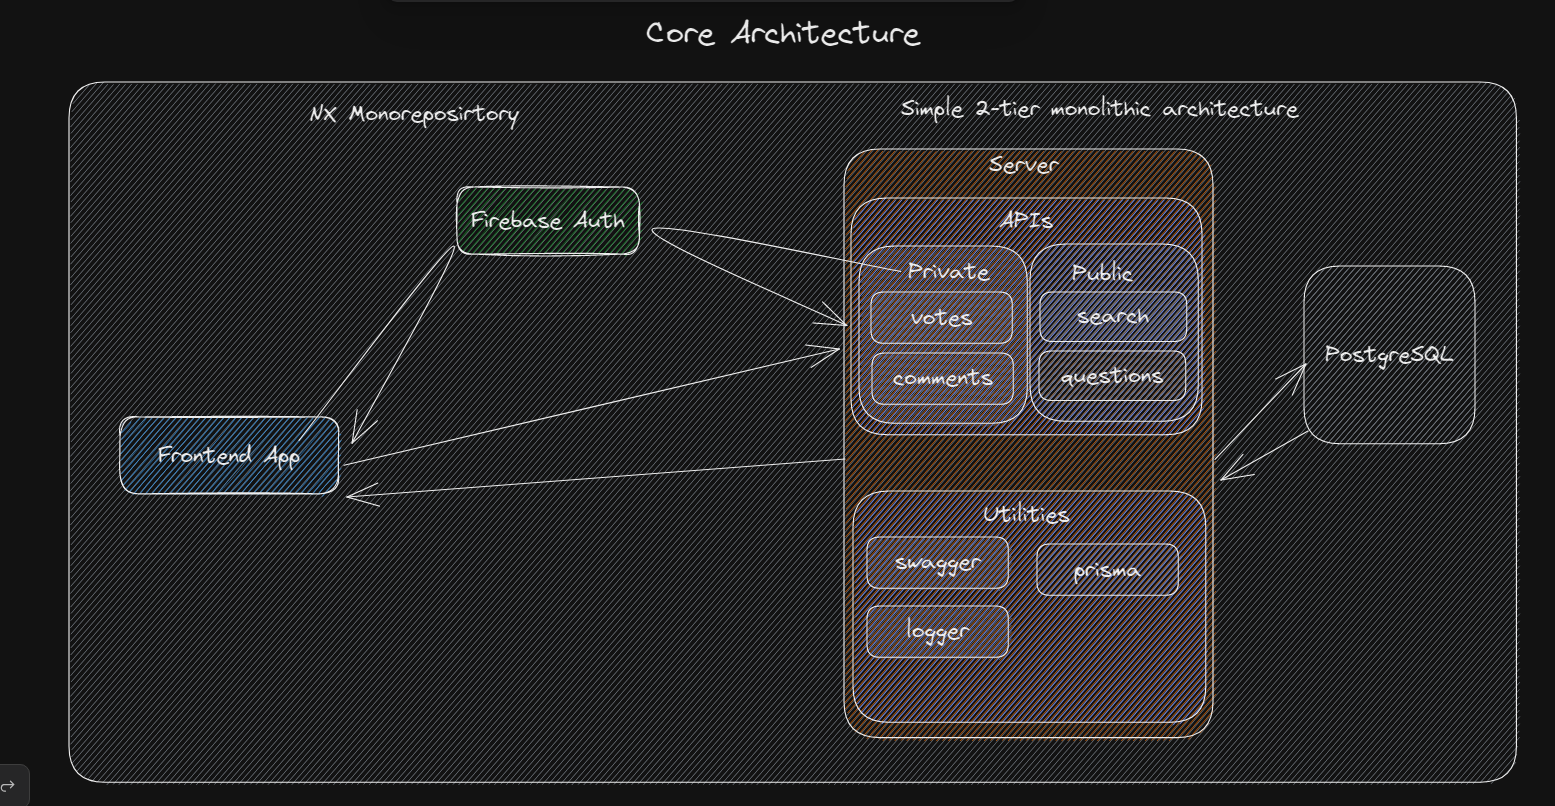 Core Architecture
NX Monoreposirtory
Simple 2-tier monolithic architecture
Server
Firebase Auth
APIs
Private
Public
votes
search
comments
questions
PostgreSQL
Frontend App
Utilities
swagger
prisma
logger